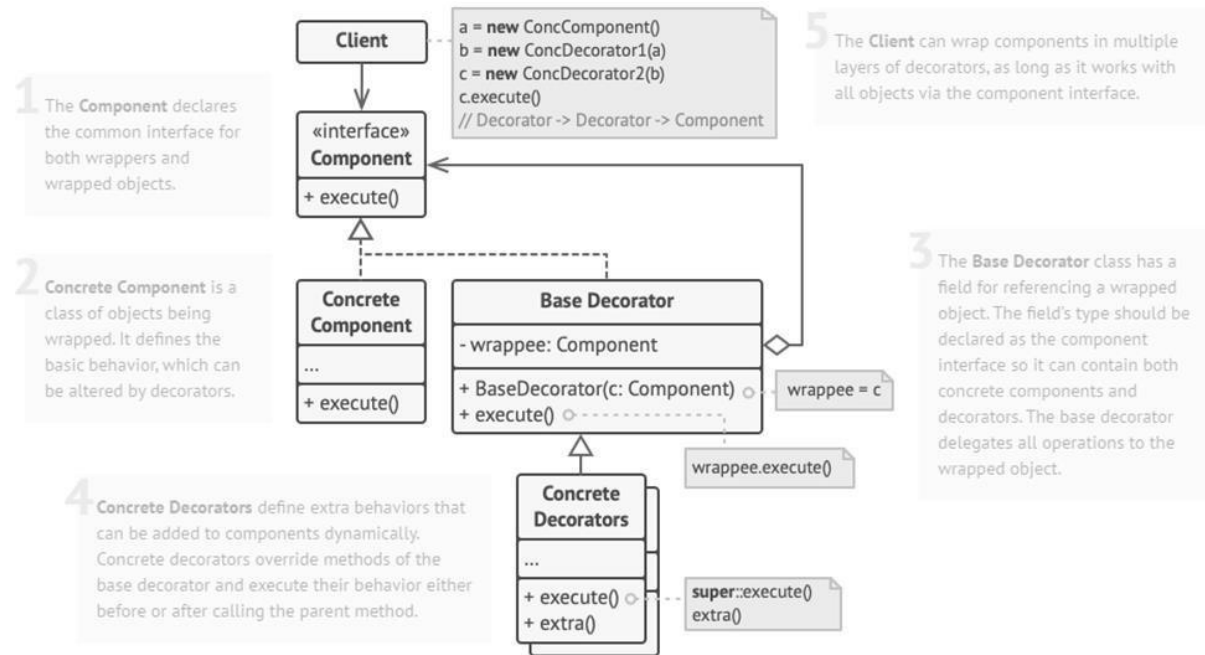 Client
a = new ConcComponent()
b = new ConcDecorator1(a)
c = new ConcDecorator2(b)
c.execute()
// Decorator -> Decorator -> Component
5
The Client can wrap components in multiple
layers of decorators, as long as it works with
all objects via the component interface.
1
The Component declares
the common interface for
both wrappers and
wrapped objects.
«interface»
Component
+ execute()
2
Concrete Component is a
class of objects being
wrapped. It defines the
basic behavior, which can
be altered by decorators.
Concrete
Component
...
+ execute()
Base Decorator
- wrappee: Component
+ BaseDecorator(c: Component)
+ execute()
wrappee = c
wrappee.execute()
3
The Base Decorator class has a
field for referencing a wrapped
object. The field's type should be
declared as the component
interface so it can contain both
concrete components and
decorators. The base decorator
delegates all operations to the
wrapped object.
4
Concrete Decorators define extra behaviors that
can be added to components dynamically.
Concrete decorators override methods of the
base decorator and execute their behavior either
before or after calling the parent method.
Concrete
Decorators
...
+ execute()
+ extra()
super::execute()
extra()